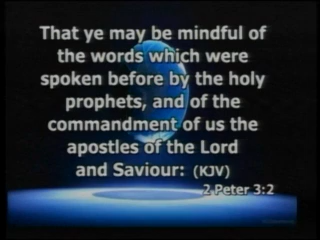 That ye may be mindful of
the words which were
spoken before by the holy
prophets, and of the
commandment of us the
apostles of the Lord
and Saviour: (KJV)
2 Peter 3:2